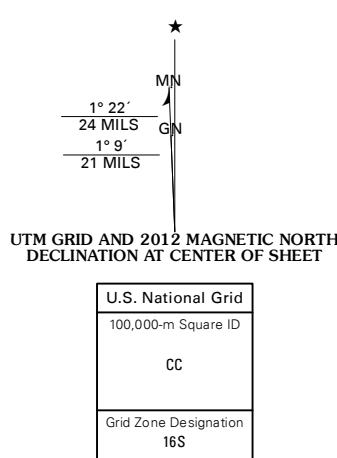 ★
MN
1° 22´
24 MILS
GN
1° 9´
21 MILS
UTM GRID AND 2012 MAGNETIC NORTH
DECLINATION AT CENTER OF SHEET
U.S. National Grid
100,000-m Square ID
CC
Grid Zone Designation
16S